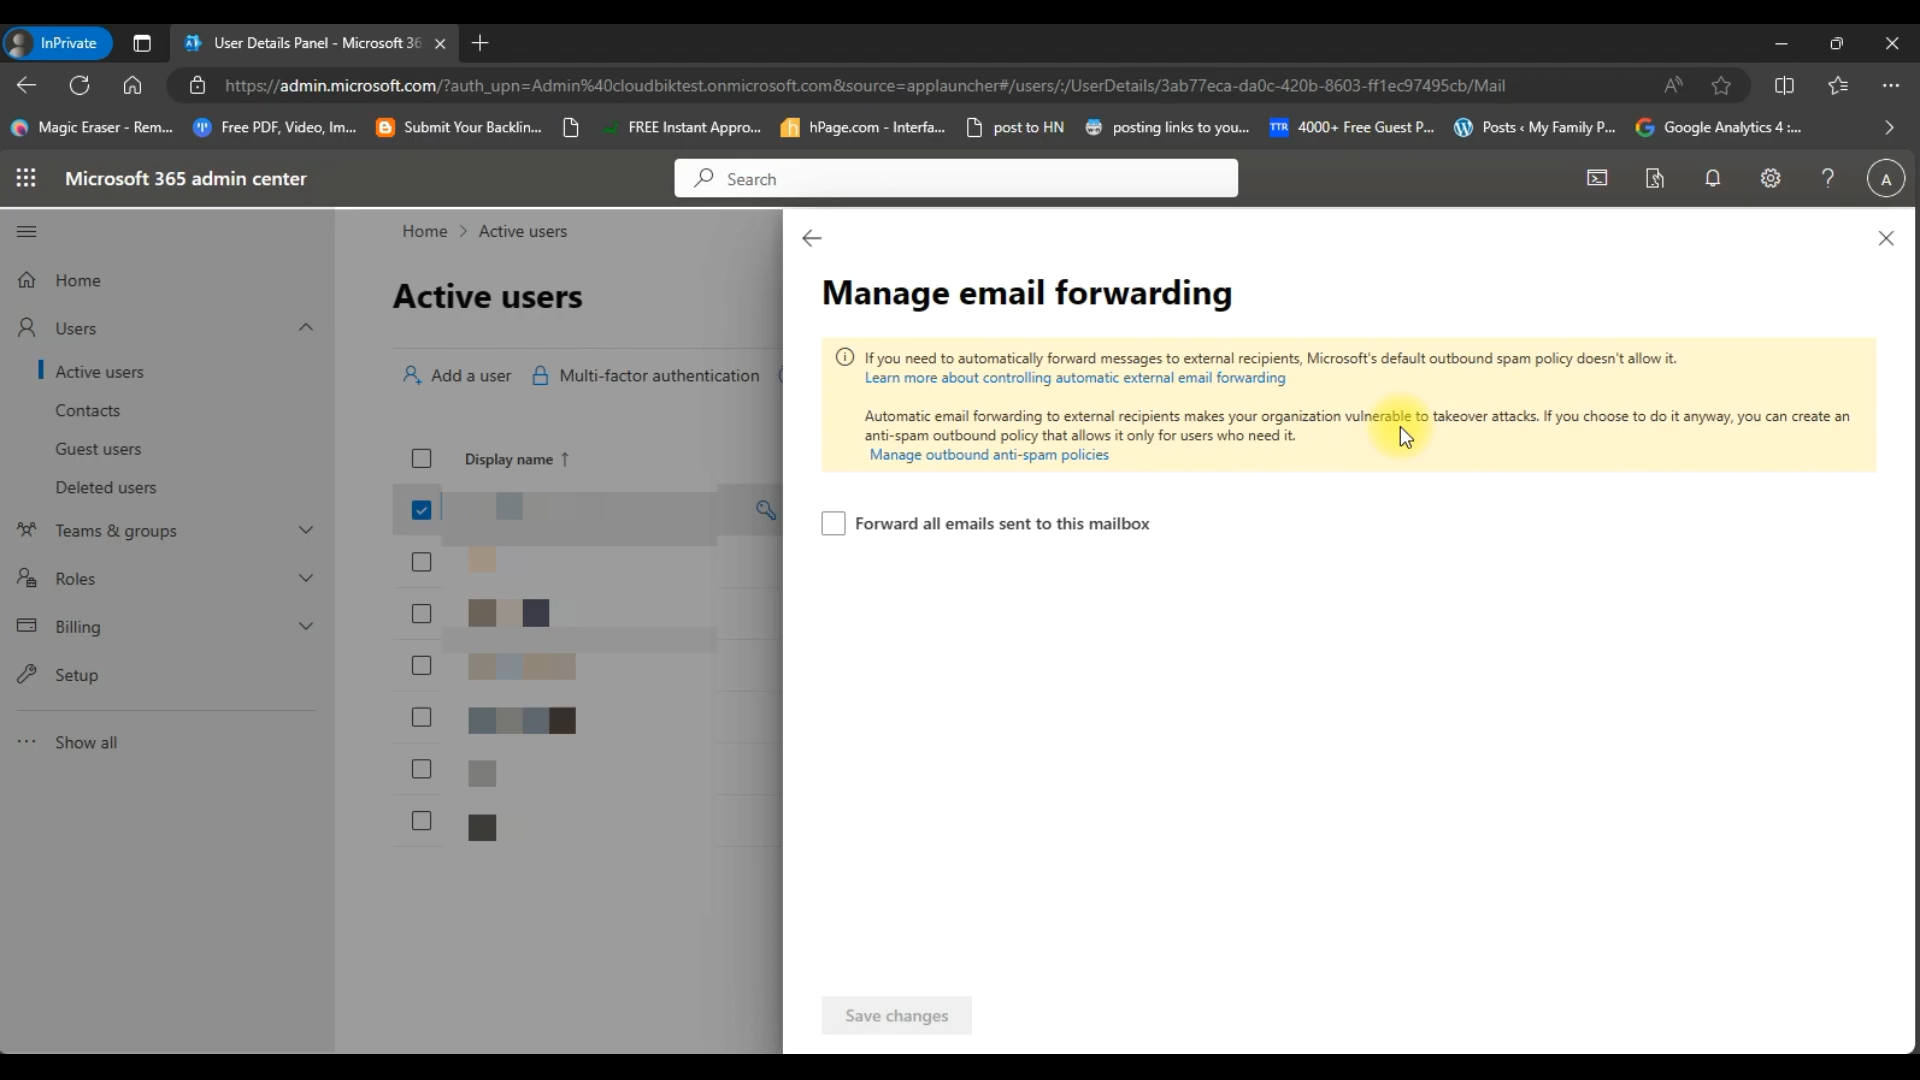 InPrivate
User Details Panel - Microsoft 36
https://admin.microsoft.com/?auth_upn=Admin%40cloudbiktest.onmicrosoft.com&source=applauncher#/users/:/UserDetails/3ab77eca-da0c-420b-8603-ff1ec97495cb/Mail
Magic Eraser - Rem...
Free PDF, Video, Im...
Submit Your Backlin...
FREE Instant Appro...
hPage.com - Interfa...
post to HN
posting links to you...
TTR 4000+ Free Guest P...
Posts ‹ My Family P...
Google Analytics 4 :...
Microsoft 365 admin center
Search
A
Home
Users
Active users
Contacts
Guest users
Deleted users
Teams & groups
Roles
Billing
Setup
Show all
Home > Active users
Active users
Add a user
Multi-factor authentication
Display name ↑
Manage email forwarding
If you need to automatically forward messages to external recipients, Microsoft's default outbound spam policy doesn't allow it.
Learn more about controlling automatic external email forwarding
Automatic email forwarding to external recipients makes your organization vulnerable to takeover attacks. If you choose to do it anyway, you can create an
anti-spam outbound policy that allows it only for users who need it.
Manage outbound anti-spam policies
Forward all emails sent to this mailbox
Save changes